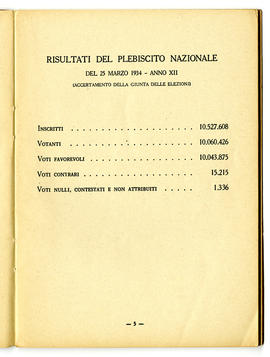 RISULTATI DEL PLEBISCITO NAZIONALE
DEL 25 MARZO 1934 - ANNO XII
(ACCERTAMENTO DELLA GIUNTA DELLE ELEZIONI)
INSCRITTI . . . . . . . . . . . . . . . . 10.527.608
VOTANTI . . . . . . . . . . . . . . . . 10.060.426
VOTI FAVOREVOLI . . . . . . . . . . . . . . 10.043.875
VOTI CONTRARI . . . . . . . . . . . . . . 15.215
VOTI NULLI, CONTESTATI E NON ATTRIBUITI . . . . . 1.336
— 5 —